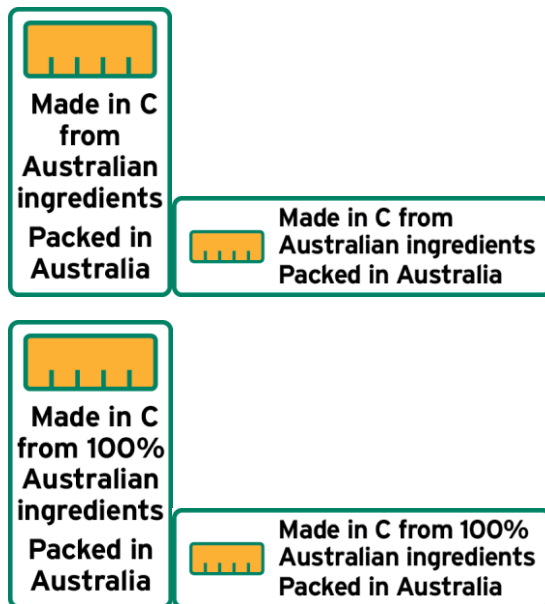 Made in C
from
Australian
ingredients
Packed in
Australia
Made in C from
Australian ingredients
Packed in Australia
Made in C
from 100%
Australian
ingredients
Packed in
Australia
Made in C from 100%
Australian ingredients
Packed in Australia